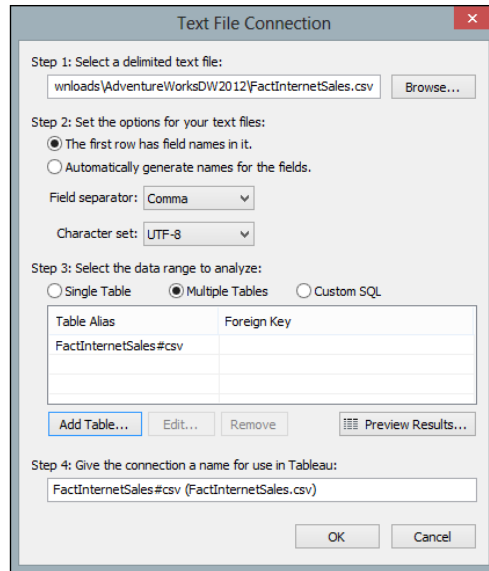 Text File Connection
Step 1: Select a delimited text file:
wnloads\AdventureWorksDW2012\FactInternetSales.csv Browse...
Step 2: Set the options for your text files:
The first row has field names in it.
Automatically generate names for the fields.
Field separator: Comma
Character set: UTF-8
Step 3: Select the data range to analyze:
Single Table Multiple Tables Custom SQL
Table Alias Foreign Key
FactInternetSales#csv
Add Table... Edit... Remove Preview Results...
Step 4: Give the connection a name for use in Tableau:
FactInternetSales#csv (FactInternetSales.csv)
OK Cancel